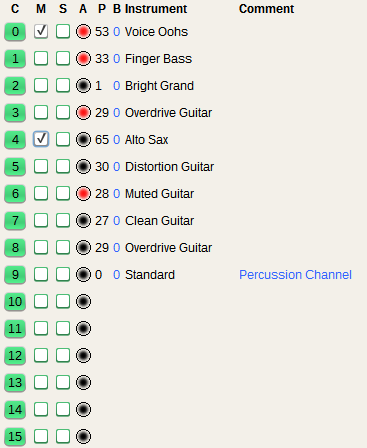 C M S A P B Instrument Comment
0 53 0 Voice Oohs
1 33 0 Finger Bass
2 1 0 Bright Grand
3 29 0 Overdrive Guitar
4 65 0 Alto Sax
5 30 0 Distortion Guitar
6 28 0 Muted Guitar
7 27 0 Clean Guitar
8 29 0 Overdrive Guitar
9 0 0 Standard Percussion Channel
10
11
12
13
14
15